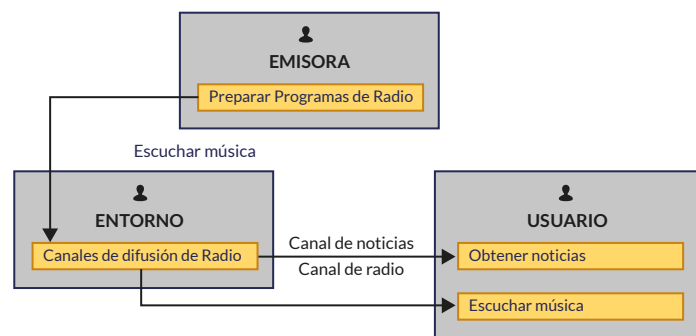 EMISORA
Preparar Programas de Radio
Escuchar música
ENTORNO
Canales de difusión de Radio
Canal de noticias
Canal de radio
USUARIO
Obtener noticias
Escuchar música